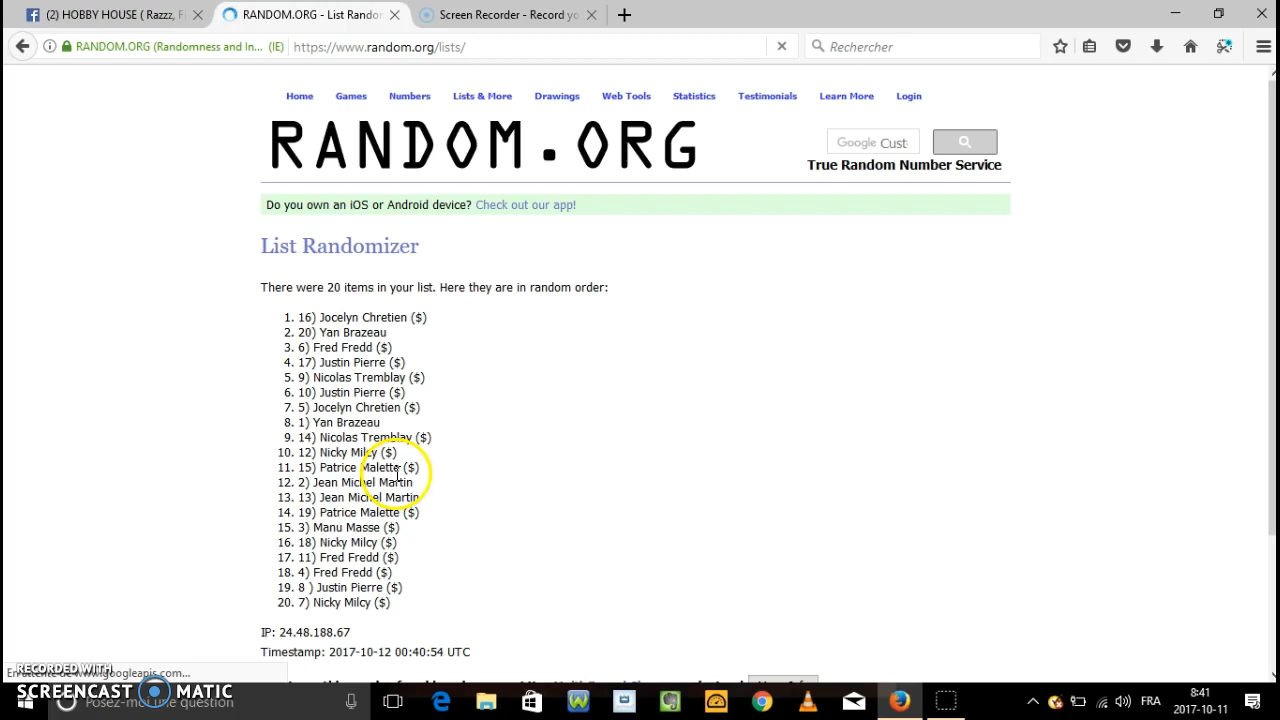 (2) HOBBY HOUSE ( Razzz, F
RANDOM.ORG - List Randor
Screen Recorder - Record yo
RANDOM.ORG (Randomness and In... (IE)
https://www.random.org/lists/
Rechercher
Home Games Numbers Lists & More Drawings Web Tools Statistics Testimonials Learn More Login
RANDOM.ORG
Google Cust
True Random Number Service
Do you own an iOS or Android device? Check out our app!
List Randomizer
There were 20 items in your list. Here they are in random order:
1. 16) Jocelyn Chretien ($)
2. 20) Yan Brazeau
3. 6) Fred Fredd ($)
4. 17) Justin Pierre ($)
5. 9) Nicolas Tremblay ($)
6. 10) Justin Pierre ($)
7. 5) Jocelyn Chretien ($)
8. 1) Yan Brazeau
9. 14) Nicolas Tremblay ($)
10. 12) Nicky Milcy ($)
11. 15) Patrice Malette ($)
12. 2) Jean Michel Martin
13. 13) Jean Michel Martin
14. 19) Patrice Malette ($)
15. 3) Manu Masse ($)
16. 18) Nicky Milcy ($)
17. 11) Fred Fredd ($)
18. 4) Fred Fredd ($)
19. 8 ) Justin Pierre ($)
20. 7) Nicky Milcy ($)
IP: 24.48.188.67
Timestamp: 2017-10-12 00:40:54 UTC
RECORDED WITH
En attente de www.googleapis.com...
SCREENCAST MATIC
Posez-moi une question
FRA
8:41
2017-10-11